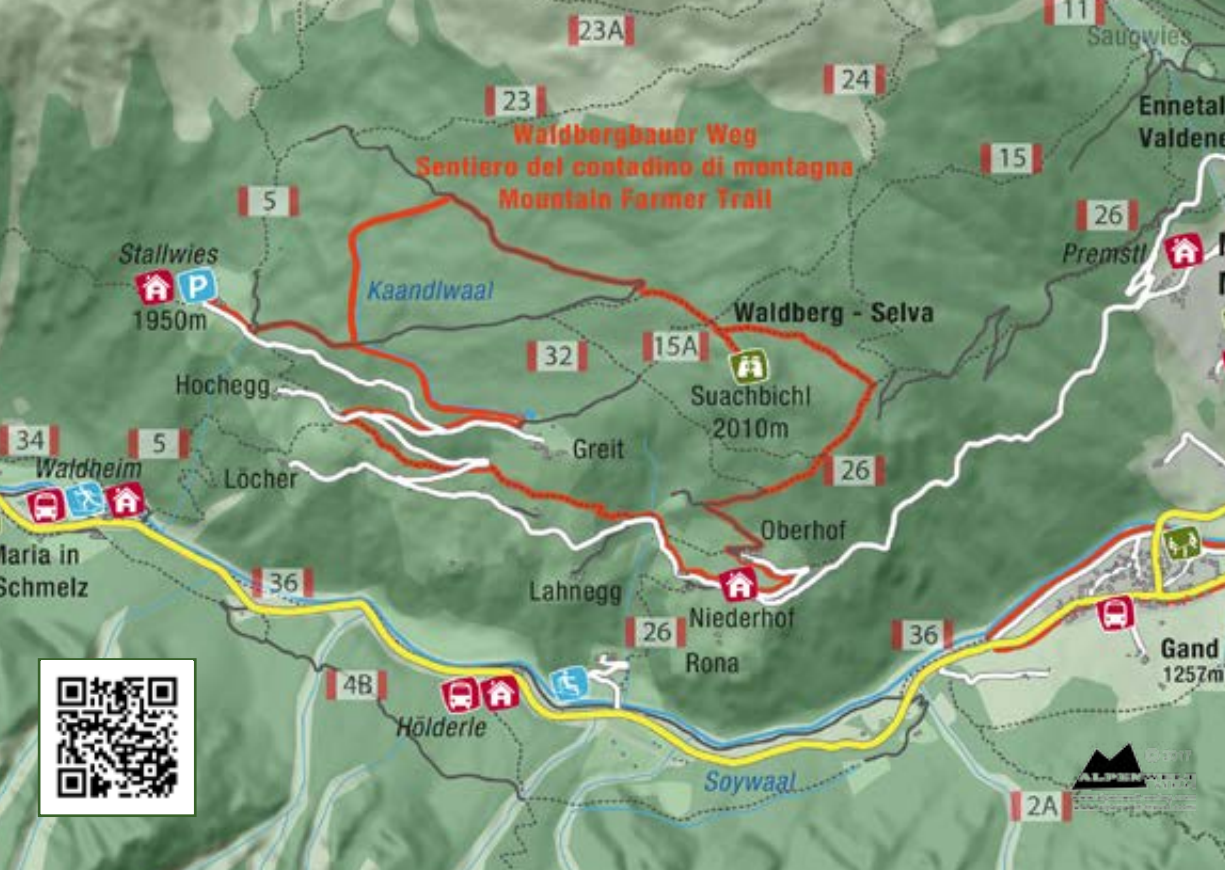 11
23A
Saugwies
24
23
Ennetal
Valdene
Waldbergbauer Weg
Sentiero del contadino di montagna
Mountain Farmer Trail
15
5
26
Stallwies
Premstl
P
1950m
Kaandlwaal
Waldberg - Selva
32
15A
Hochegg
Suachbichl
2010m
34
5
Greit
Waldheim
Löcher
26
Oberhof
Maria in
Schmelz
36
Lahnegg
Niederhof
26
36
Rona
Gand
1257m
4B
Hölderle
Soywaal
ALPENWELT
2A